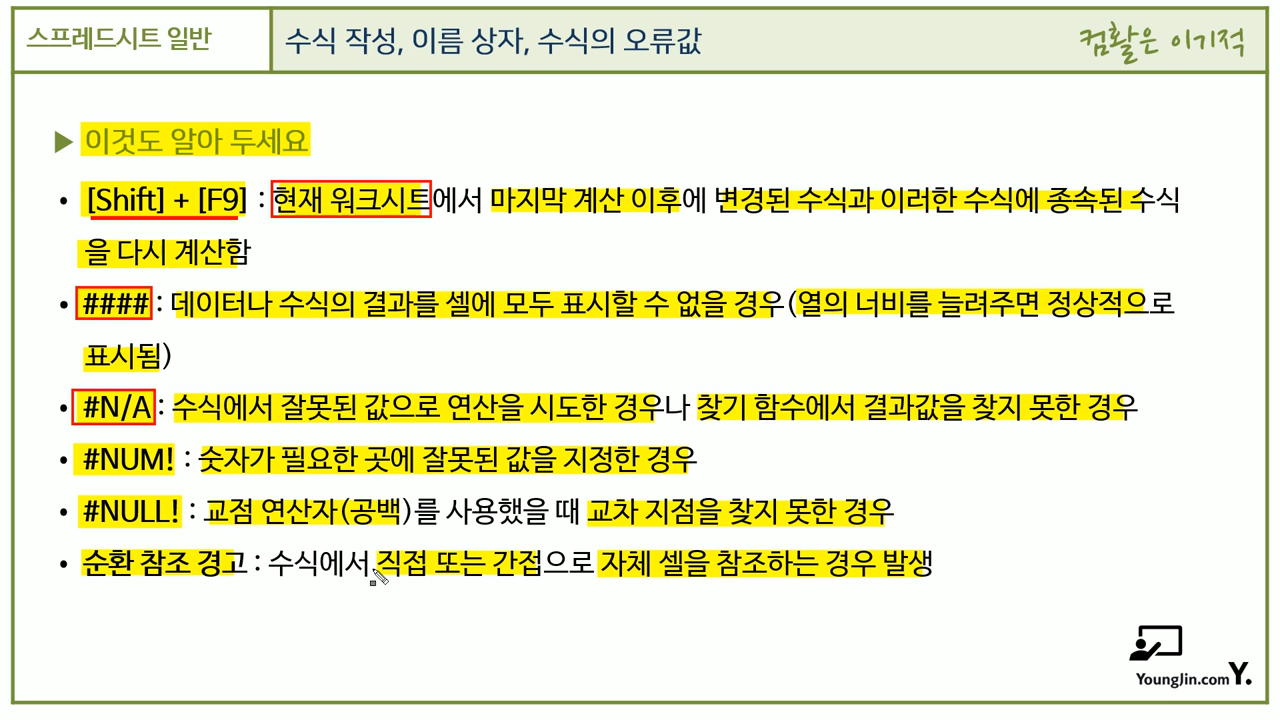 스프레드시트 일반
수식 작성, 이름 상자, 수식의 오류값
컴활은 이기적
▶ 이것도 알아 두세요
• [Shift] + [F9] : 현재 워크시트에서 마지막 계산 이후에 변경된 수식과 이러한 수식에 종속된 수식
을 다시 계산함
• #### : 데이터나 수식의 결과를 셀에 모두 표시할 수 없을 경우(열의 너비를 늘려주면 정상적으로
표시됨)
• #N/A : 수식에서 잘못된 값으로 연산을 시도한 경우나 찾기 함수에서 결과값을 찾지 못한 경우
• #NUM! : 숫자가 필요한 곳에 잘못된 값을 지정한 경우
• #NULL! : 교점 연산자(공백)를 사용했을 때 교차 지점을 찾지 못한 경우
• 순환 참조 경고 : 수식에서 직접 또는 간접으로 자체 셀을 참조하는 경우 발생
YoungJin.com Y.